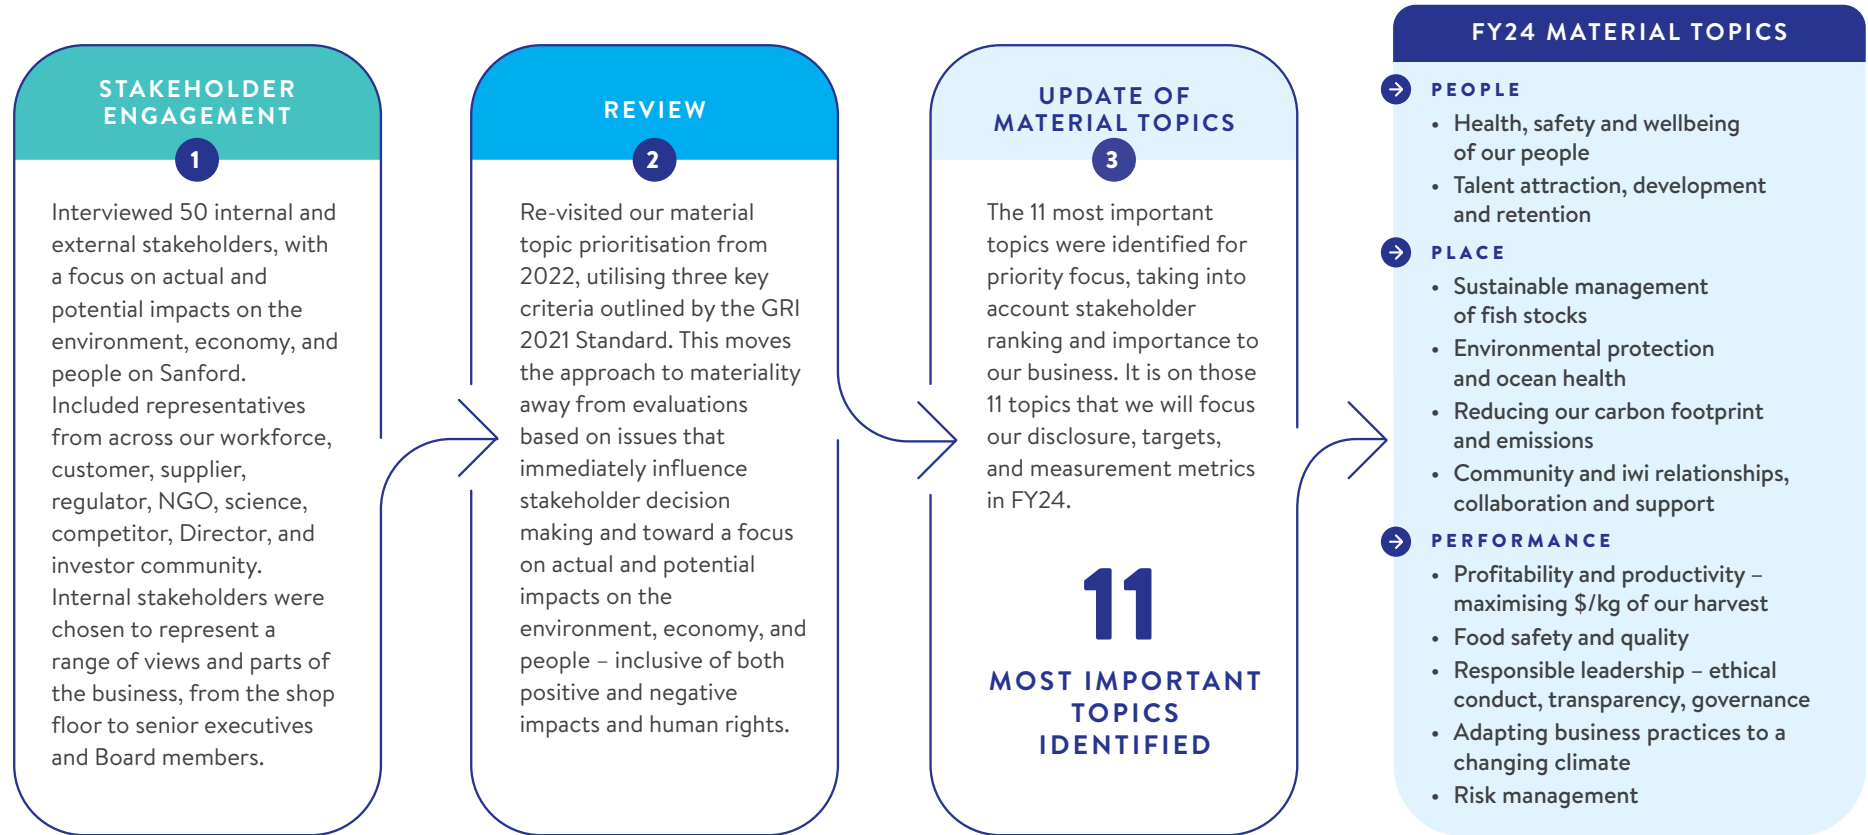 STAKEHOLDER
ENGAGEMENT
1
Interviewed 50 internal and
external stakeholders, with
a focus on actual and
potential impacts on the
environment, economy, and
people on Sanford.
Included representatives
from across our workforce,
customer, supplier,
regulator, NGO, science,
competitor, Director, and
investor community.
Internal stakeholders were
chosen to represent a
range of views and parts of
the business, from the shop
floor to senior executives
and Board members.
REVIEW
2
Re-visited our material
topic prioritisation from
2022, utilising three key
criteria outlined by the GRI
2021 Standard. This moves
the approach to materiality
away from evaluations
based on issues that
immediately influence
stakeholder decision
making and toward a focus
on actual and potential
impacts on the
environment, economy, and
people – inclusive of both
positive and negative
impacts and human rights.
UPDATE OF
MATERIAL TOPICS
3
The 11 most important
topics were identified for
priority focus, taking into
account stakeholder
ranking and importance to
our business. It is on those
11 topics that we will focus
our disclosure, targets,
and measurement metrics
in FY24.
11
MOST IMPORTANT
TOPICS
IDENTIFIED
FY24 MATERIAL TOPICS
PEOPLE
• Health, safety and wellbeing
of our people
• Talent attraction, development
and retention
PLACE
• Sustainable management
of fish stocks
• Environmental protection
and ocean health
• Reducing our carbon footprint
and emissions
• Community and iwi relationships,
collaboration and support
PERFORMANCE
• Profitability and productivity –
maximising $/kg of our harvest
• Food safety and quality
• Responsible leadership – ethical
conduct, transparency, governance
• Adapting business practices to a
changing climate
• Risk management